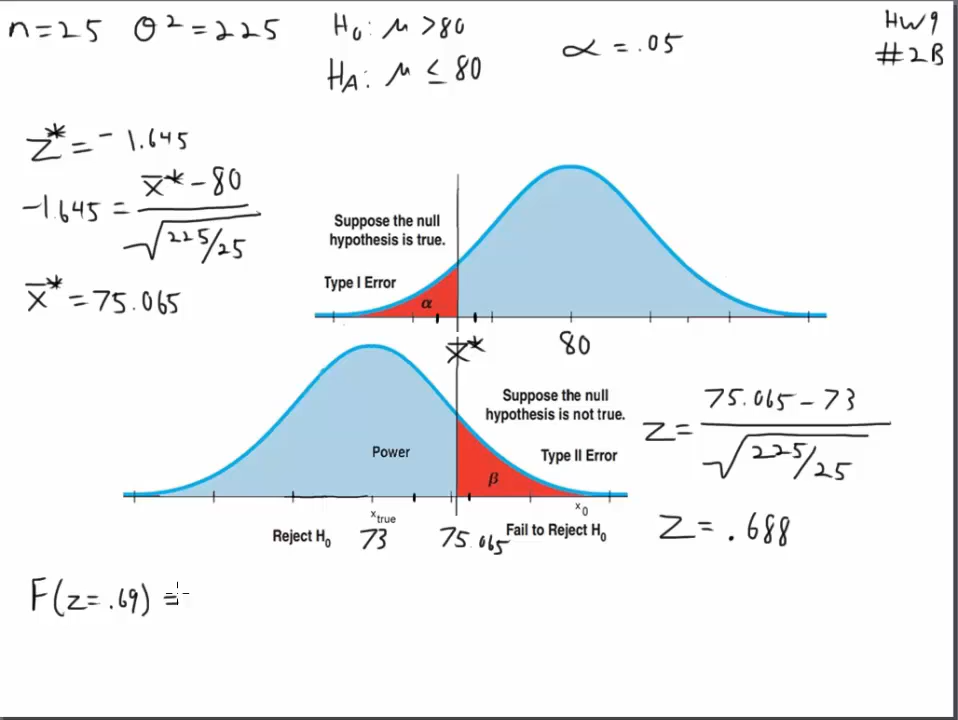 n=25 θ²=225 H₀: μ >80 α =.05 HW9
Hₐ: μ ≤ 80 #2B
z*=-1.645
-1.645 = x̄*-80 / √225/25
x̄*=75.065
Suppose the null
hypothesis is true.
Type I Error
α
x̄* 80
Suppose the null
hypothesis is not true.
Power
Type II Error
β
x true x₀
Reject H₀ 73 75.065 Fail to Reject H₀
z= 75.065-73 / √225/25
z=.688
F(z=.69) =